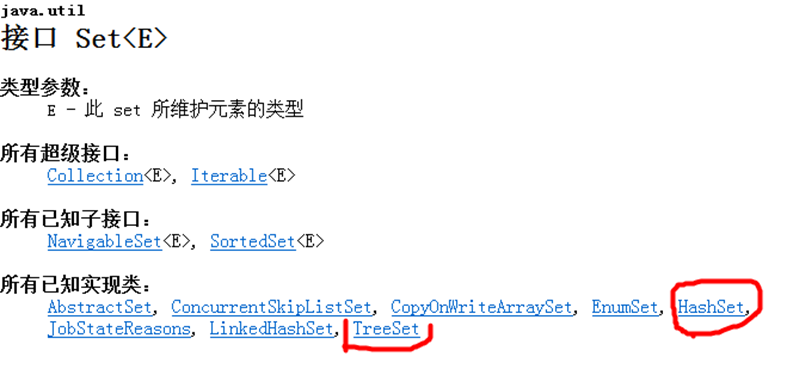 java.util
接口 Set<E>
类型参数：
E - 此 set 所维护元素的类型
所有超级接口：
Collection<E>, Iterable<E>
所有已知子接口：
NavigableSet<E>, SortedSet<E>
所有已知实现类：
AbstractSet, ConcurrentSkipListSet, CopyOnWriteArraySet, EnumSet, HashSet,
JobStateReasons, LinkedHashSet, TreeSet